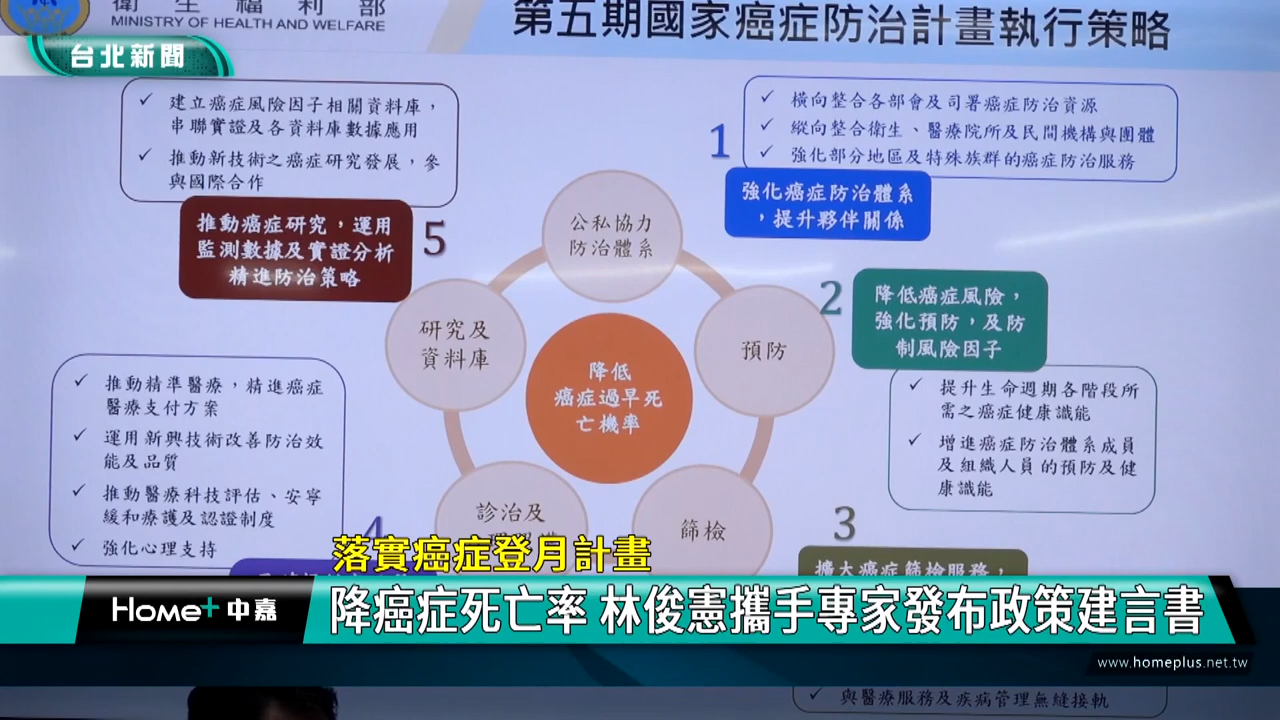 衛生福利部
MINISTRY OF HEALTH AND WELFARE
第五期國家癌症防治計畫執行策略
台北新聞
✓ 建立癌症風險因子相關資料庫，
串聯實證及各資料庫數據應用
✓ 推動新技術之癌症研究發展，參
與國際合作
推動癌症研究，運用
監測數據及實證分析
精進防治策略
5
1
✓ 橫向整合各部會及司署癌症防治資源
✓ 縱向整合衛生、醫療院所及民間機構與團體
✓ 強化部分地區及特殊族群的癌症防治服務
強化癌症防治體系
，提升夥伴關係
公私協力
防治體系
2
降低癌症風險，
強化預防，及防
制風險因子
預防
研究及
資料庫
降低
癌症過早死
亡機率
✓ 提升生命週期各階段所
需之癌症健康識能
✓ 增進癌症防治體系成員
及組織人員的預防及健
康識能
✓ 推動精準醫療，精進癌症
醫療支付方案
✓ 運用新興技術改善防治效
能及品質
✓ 推動醫療科技評估、安寧
緩和療護及認證制度
✓ 強化心理支持
4
診治及
篩檢
3
擴大癌症篩檢服務，
落實癌症登月計畫
Home+ 中嘉
降癌症死亡率 林俊憲攜手專家發布政策建言書
www.homeplus.net.tw
✓ 與醫療服務及疾病管理無縫接軌